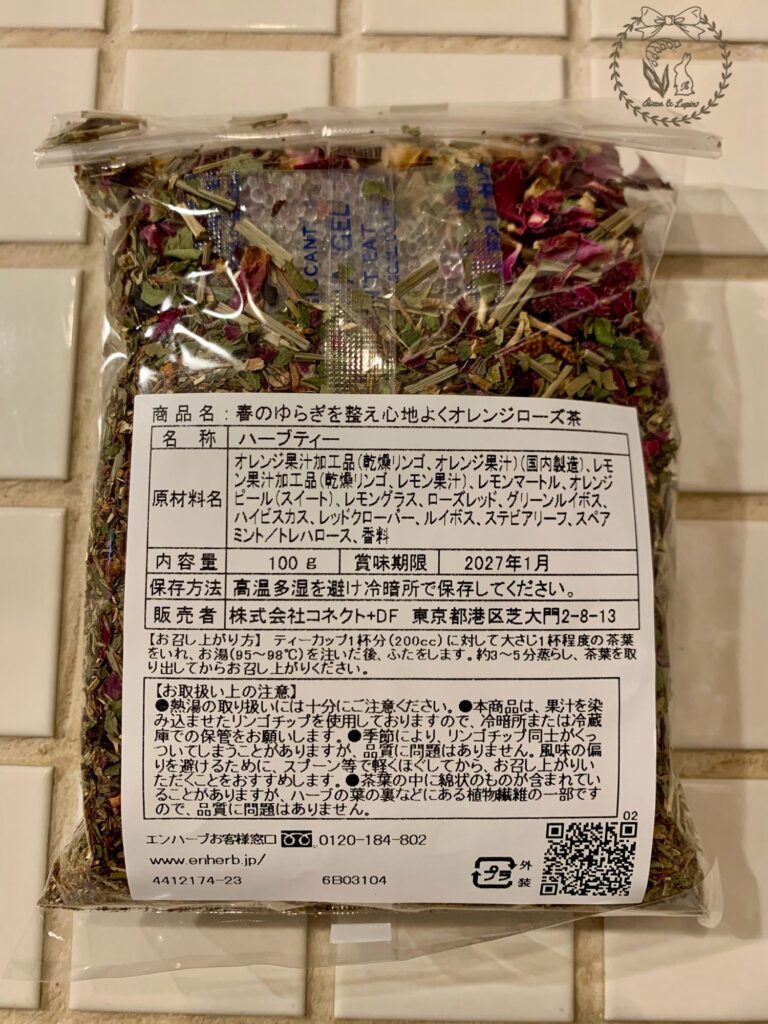 Bisou le Lapin
CANT
GEL
N'T EAT
商品名:春のゆらぎを整え心地よくオレンジローズ茶
名 称 ハーブティー
原材料名 オレンジ果汁加工品(乾燥リンゴ、オレンジ果汁)(国内製造)、レモ
ン果汁加工品(乾燥リンゴ、レモン果汁)、レモンマートル、オレンジ
ピール(スイート)、レモングラス、ローズレッド、グリーンルイボス、
ハイビスカス、レッドクローバー、ルイボス、ステビアリーフ、スペア
ミント/トレハロース、香料
内容量 100g 賞味期限 2027年1月
保存方法 高温多湿を避け冷暗所で保存してください。
販売者 株式会社コネクト+DF 東京都港区芝大門2-8-13
【お召し上がり方】 ティーカップ1杯分(200cc)に対して大さじ1杯程度の茶葉
をいれ、お湯(95~98℃)を注いだ後、ふたをします。約3~5分蒸らし、茶葉を取
り出してからお召し上がりください。
【お取扱い上の注意】
●熱湯の取り扱いには十分にご注意ください。●本商品は、果汁を染
み込ませたリンゴチップを使用しておりますので、冷暗所または冷蔵
庫での保管をお願いします。●季節により、リンゴチップ同士がくっ
ついてしまうことがありますが、品質に問題はありません。風味の偏
りを避けるために、スプーン等で軽くほぐしてから、お召し上がりい
ただくことをおすすめします。●茶葉の中に綿状のものが含まれてい
ることがありますが、ハーブの葉の裏などにある植物繊維の一部です
ので、品質に問題はありません。
02
エンハーブお客様窓口 0120-184-802
www.enherb.jp/
4412174-23 6B03104
プラ 外装